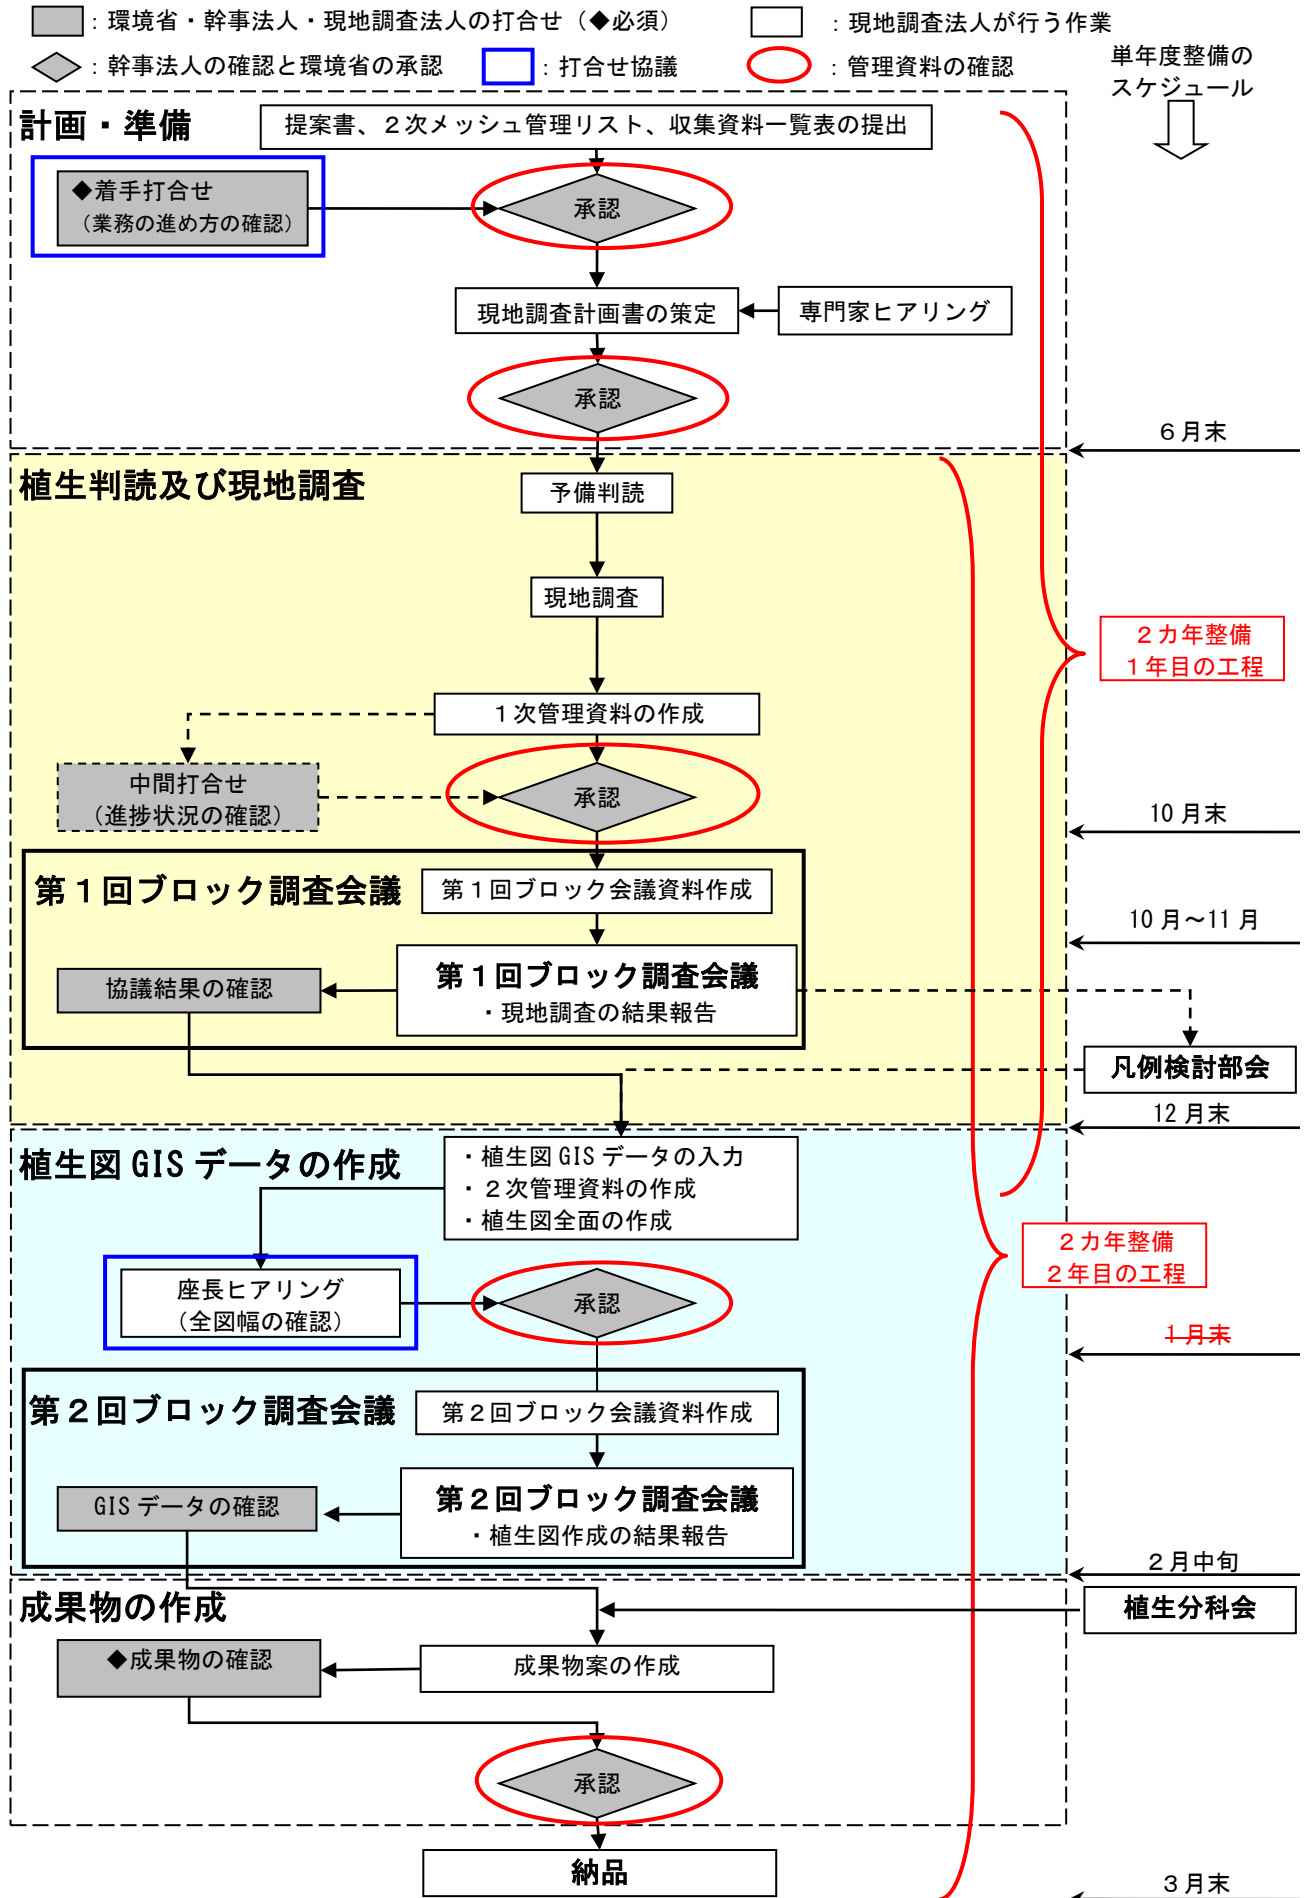 ：環境省・幹事法人・現地調査法人の打合せ（◆必須）
：現地調査法人が行う作業
：幹事法人の確認と環境省の承認
：打合せ協議
：管理資料の確認
単年度整備の
スケジュール
計画・準備
提案書、２次メッシュ管理リスト、収集資料一覧表の提出
◆着手打合せ
（業務の進め方の確認）
承認
現地調査計画書の策定
専門家ヒアリング
承認
６月末
植生判読及び現地調査
予備判読
現地調査
２カ年整備
１年目の工程
１次管理資料の作成
中間打合せ
（進捗状況の確認）
承認
10月末
第１回ブロック調査会議
第１回ブロック会議資料作成
10月～11月
協議結果の確認
第１回ブロック調査会議
・現地調査の結果報告
凡例検討部会
12月末
植生図GISデータの作成
・植生図GISデータの入力
・２次管理資料の作成
・植生図全面の作成
２カ年整備
２年目の工程
座長ヒアリング
（全図幅の確認）
承認
１月末
第２回ブロック調査会議
第２回ブロック会議資料作成
GISデータの確認
第２回ブロック調査会議
・植生図作成の結果報告
２月中旬
成果物の作成
植生分科会
◆成果物の確認
成果物案の作成
承認
納品
３月末